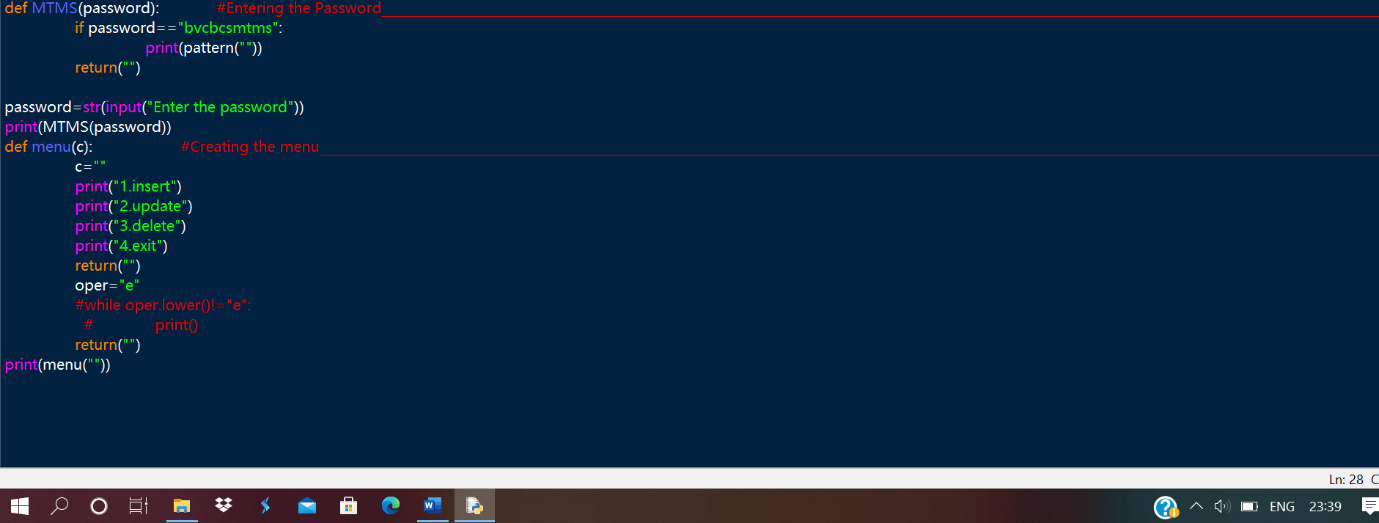 def MTMS(password): #Entering the Password
if password=="bvcbcsmtms":
print(pattern(""))
return("")
password=str(input("Enter the password"))
print(MTMS(password))
def menu(c): #Creating the menu
c=""
print("1.insert")
print("2.update")
print("3.delete")
print("4.exit")
return("")
oper="e"
#while oper.lower()!="e":
# print()
return("")
print(menu(""))
Ln: 28 C
ENG 23:39